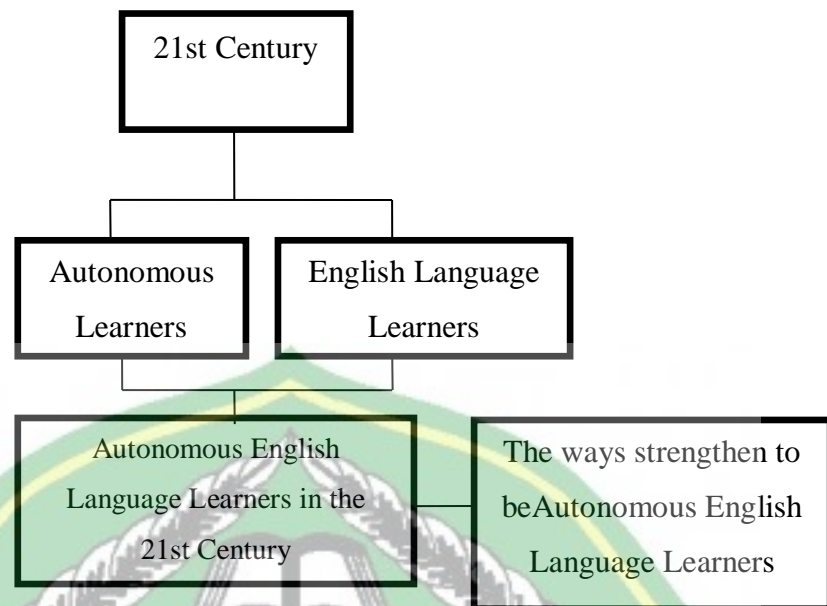 21st Century
Autonomous
Learners
English Language
Learners
Autonomous English
Language Learners in the
21st Century
The ways strengthen to
beAutonomous English
Language Learners